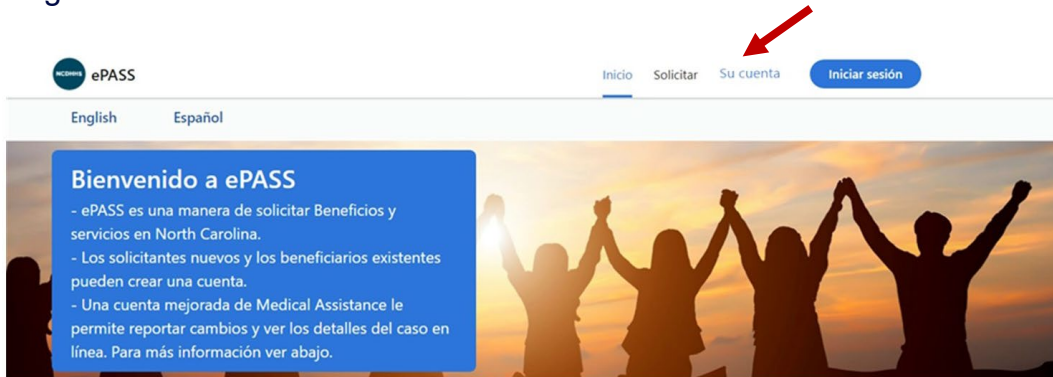 NCDHHS ePASS
Inicio Solicitar Su cuenta Iniciar sesión
English Español
Bienvenido a ePASS
- ePASS es una manera de solicitar Beneficios y
servicios en North Carolina.
- Los solicitantes nuevos y los beneficiarios existentes
pueden crear una cuenta.
- Una cuenta mejorada de Medical Assistance le
permite reportar cambios y ver los detalles del caso en
línea. Para más información ver abajo.